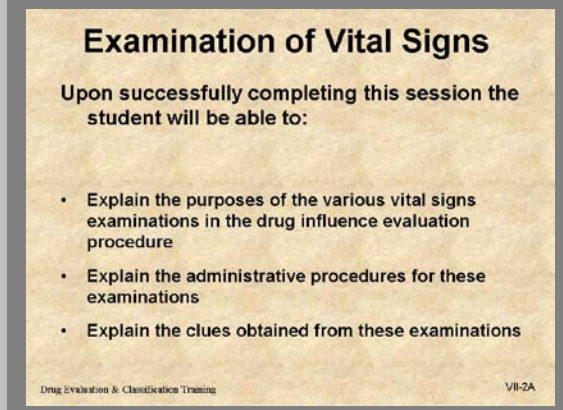 Examination of Vital Signs
Upon successfully completing this session the
student will be able to:
• Explain the purposes of the various vital signs
examinations in the drug influence evaluation
procedure
• Explain the administrative procedures for these
examinations
• Explain the clues obtained from these examinations
Drug Evaluation & Classification Training
VII-2A